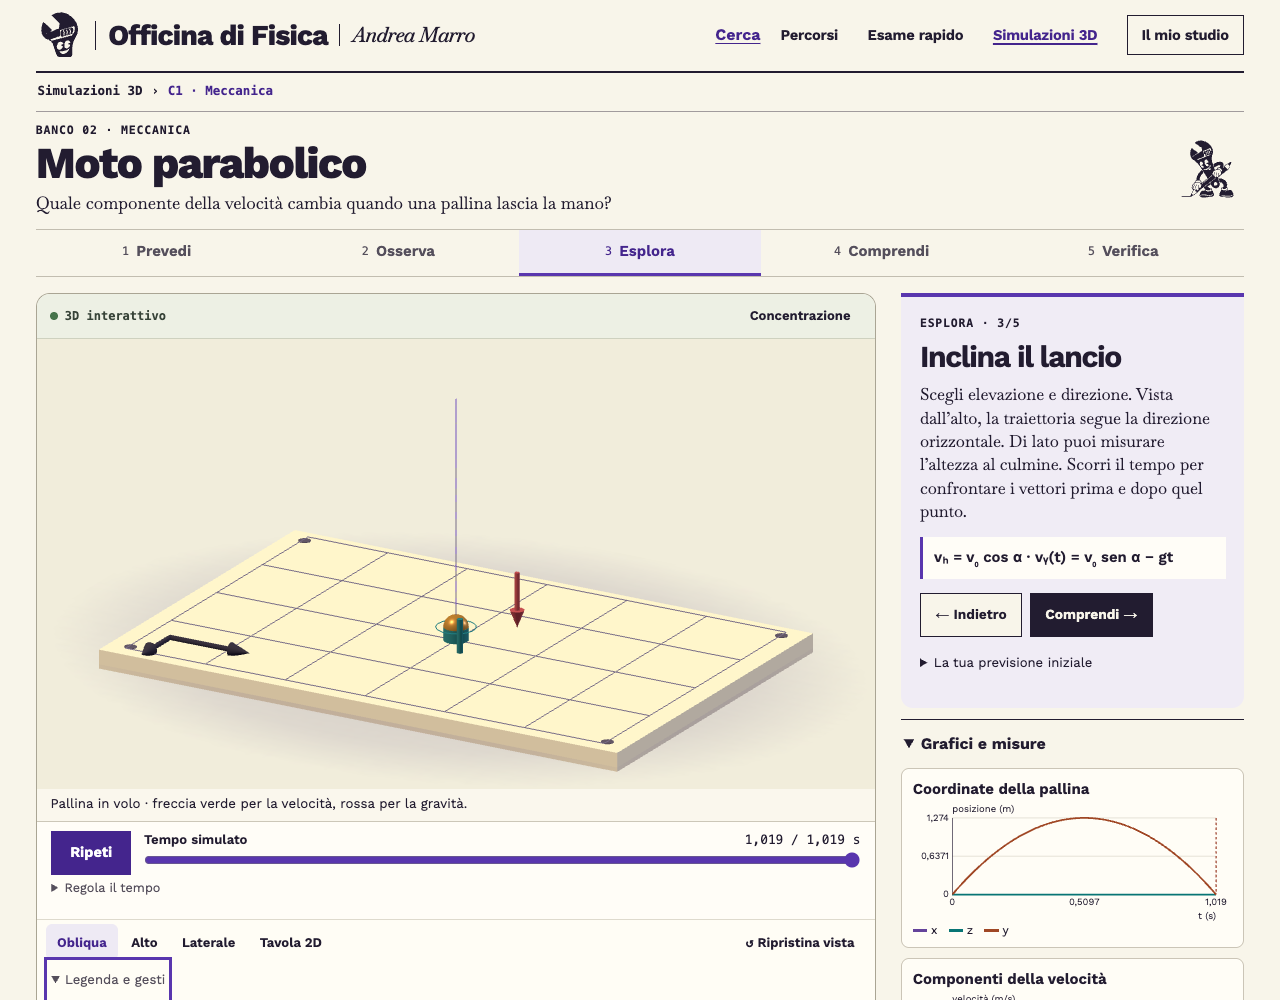 Officina di Fisica
Andrea Marro
Cerca
Percorsi
Esame rapido
Simulazioni 3D
Il mio studio
Simulazioni 3D › C1 · Meccanica
BANCO 02 · MECCANICA
Moto parabolico
Quale componente della velocità cambia quando una pallina lascia la mano?
1 Prevedi
2 Osserva
3 Esplora
4 Comprendi
5 Verifica
3D interattivo
Concentrazione
Pallina in volo · freccia verde per la velocità, rossa per la gravità.
Ripeti
Tempo simulato
1,019 / 1,019 s
▶ Regola il tempo
Obliqua
Alto
Laterale
Tavola 2D
↺ Ripristina vista
▼ Legenda e gesti
ESPLORA · 3/5
Inclina il lancio
Scegli elevazione e direzione. Vista
dall’alto, la traiettoria segue la direzione
orizzontale. Di lato puoi misurare
l’altezza al culmine. Scorri il tempo per
confrontare i vettori prima e dopo quel
punto.
vₕ = v₀ cos α · vᵧ(t) = v₀ sen α − gt
← Indietro
Comprendi →
▶ La tua previsione iniziale
▼ Grafici e misure
Coordinate della pallina
posizione (m)
1,274
0,6371
0
0
0,5097
1,019
t (s)
x
z
y
Componenti della velocità
velocità (m/s)